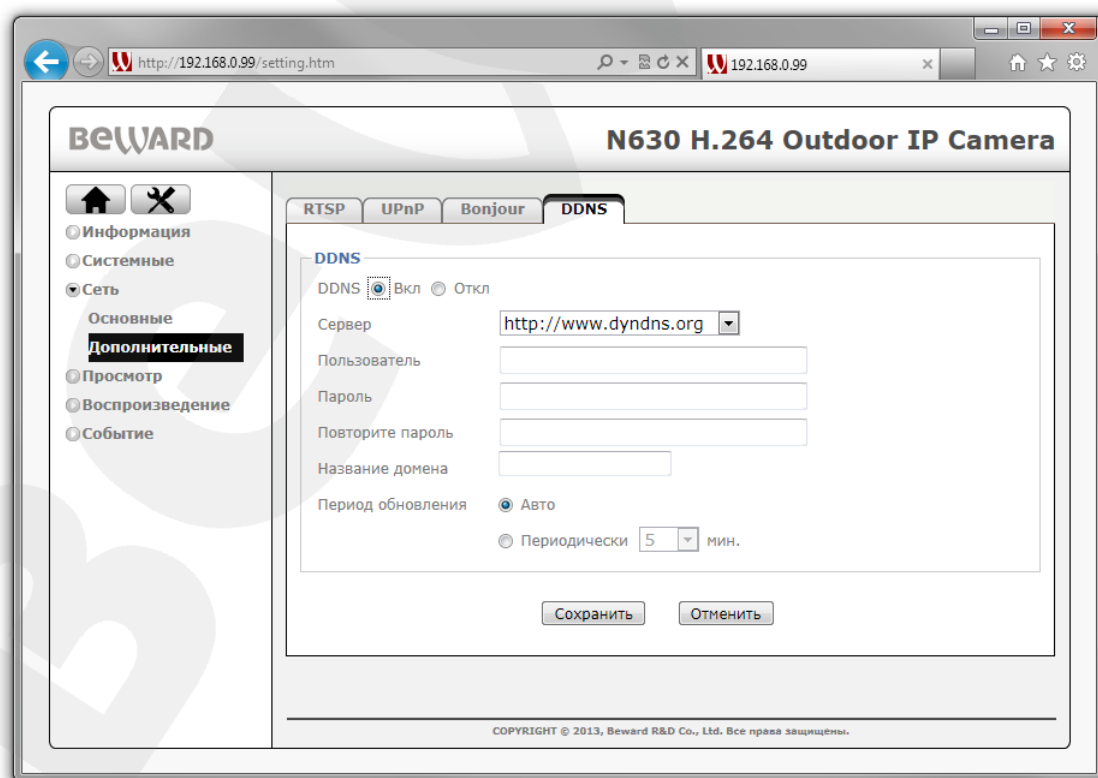 http://192.168.0.99/setting.htm
192.168.0.99
BEWARD
N630 H.264 Outdoor IP Camera
Информация
Системные
Сеть
Основные
Дополнительные
Просмотр
Воспроизведение
Событие
RTSP UPnP Bonjour DDNS
DDNS
DDNS Вкл Откл
Сервер http://www.dyndns.org
Пользователь
Пароль
Повторите пароль
Название домена
Период обновления Авто
Периодически 5 мин.
Сохранить Отменить
COPYRIGHT © 2013, Beward R&D Co., Ltd. Все права защищены.